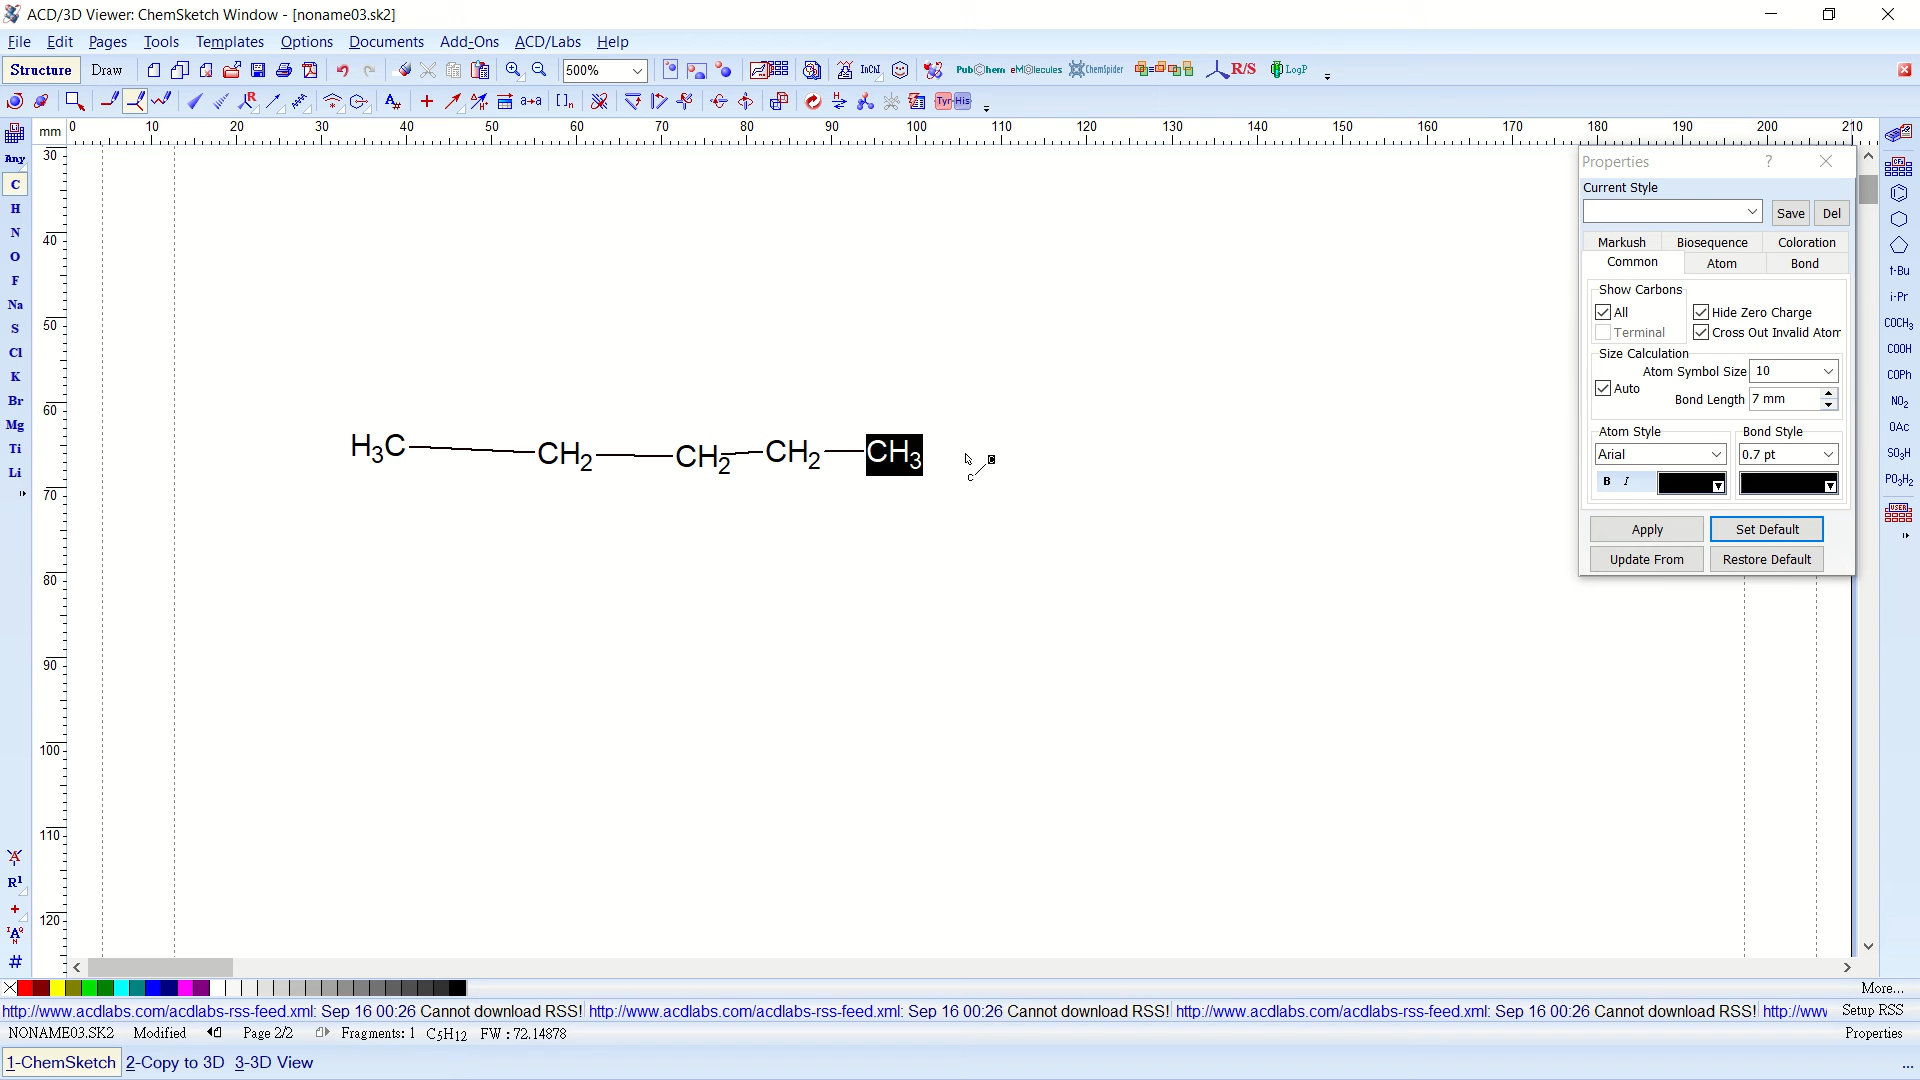 ACD/3D Viewer: ChemSketch Window - [noname03.sk2]
File Edit Pages Tools Templates Options Documents Add-Ons ACD/Labs Help
Structure Draw 500% InChI PubChem eMolecules ChemSpider R/S LogP
Tyr His
mm 0 10 20 30 40 50 60 70 80 90 100 110 120 130 140 150 160 170 180 190 200 210
Any
C
H
N
O
F
Na
S
Cl
K
Br
Mg
Ti
Li
R1
#
30
40
50
60
70
80
90
100
110
120
H3C CH2 CH2 CH2 CH3
C C
Properties ?
Current Style
Save Del
Markush Biosequence Coloration
Common Atom Bond
Show Carbons
All Hide Zero Charge
Terminal Cross Out Invalid Atom
Size Calculation
Atom Symbol Size 10
Auto
Bond Length 7 mm
Atom Style Bond Style
Arial 0.7 pt
B I
Apply Set Default
Update From Restore Default
t-Bu
i-Pr
COCH3
COOH
COPh
NO2
OAc
SO3H
PO3H2
USER
More...
http://www.acdlabs.com/acdlabs-rss-feed.xml: Sep 16 00:26 Cannot download RSS! http://www.acdlabs.com/acdlabs-rss-feed.xml: Sep 16 00:26 Cannot download RSS! http://www.acdlabs.com/acdlabs-rss-feed.xml: Sep 16 00:26 Cannot download RSS! http://www Setup RSS
NONAME03.SK2 Modified Page 2/2 Fragments: 1 C5H12 FW : 72.14878 Properties
1-ChemSketch 2-Copy to 3D 3-3D View ...